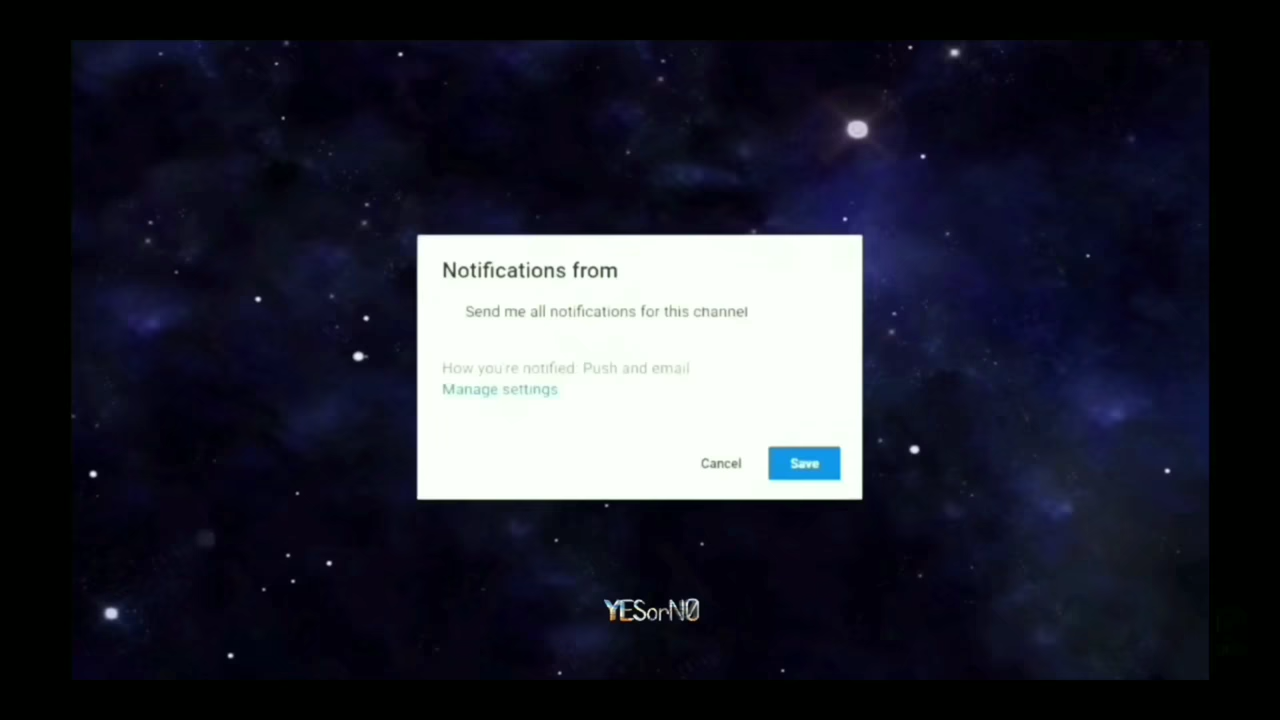 Notifications from
Send me all notifications for this channel
How you're notified: Push and email
Manage settings
Cancel
Save
YESorNO